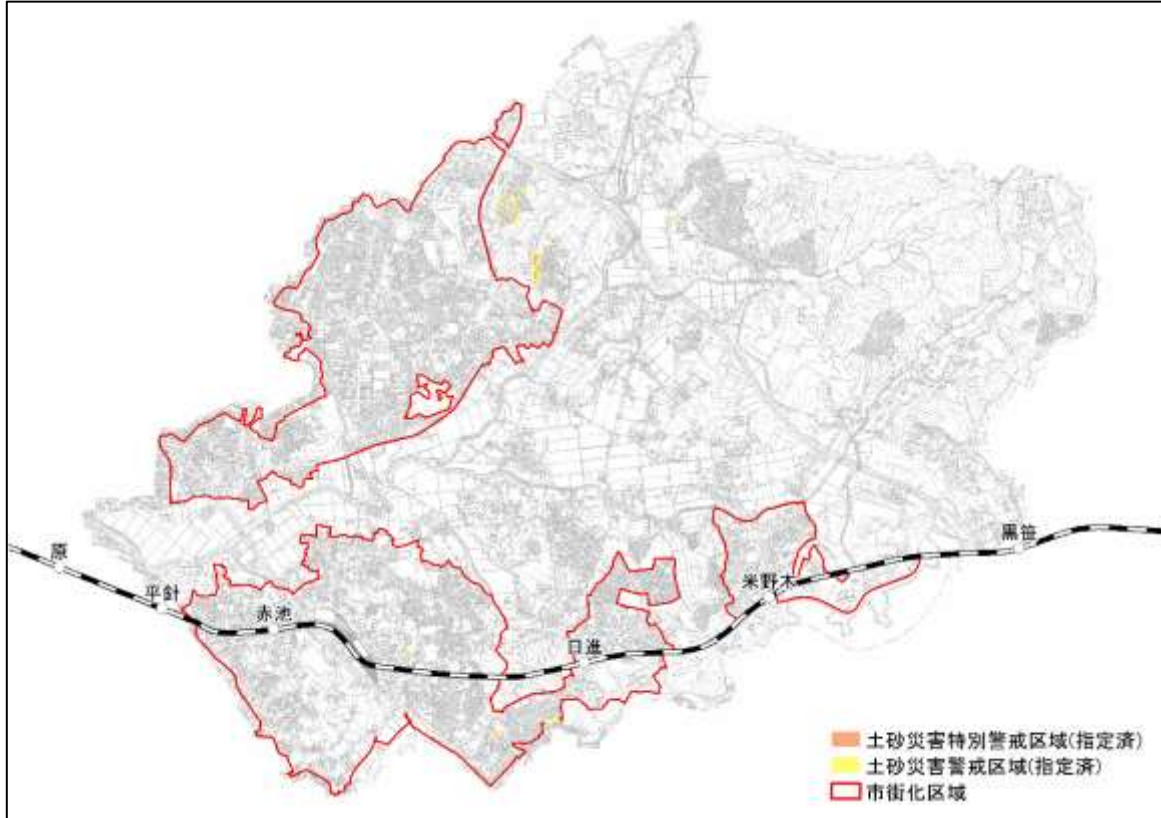 原
平針
赤池
日進
米野木
黒笹
土砂災害特別警戒区域(指定済)
土砂災害警戒区域(指定済)
市街化区域